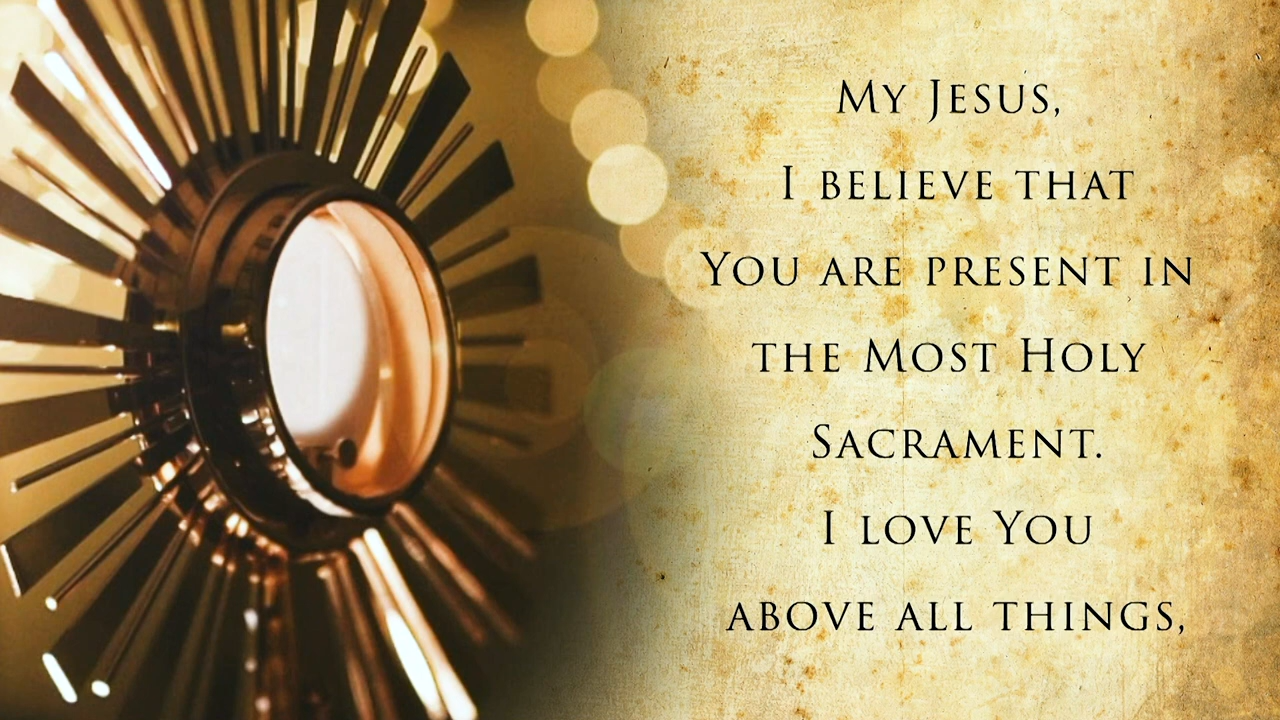 My Jesus,
I believe that
You are present in
the Most Holy
Sacrament.
I love You
above all things,